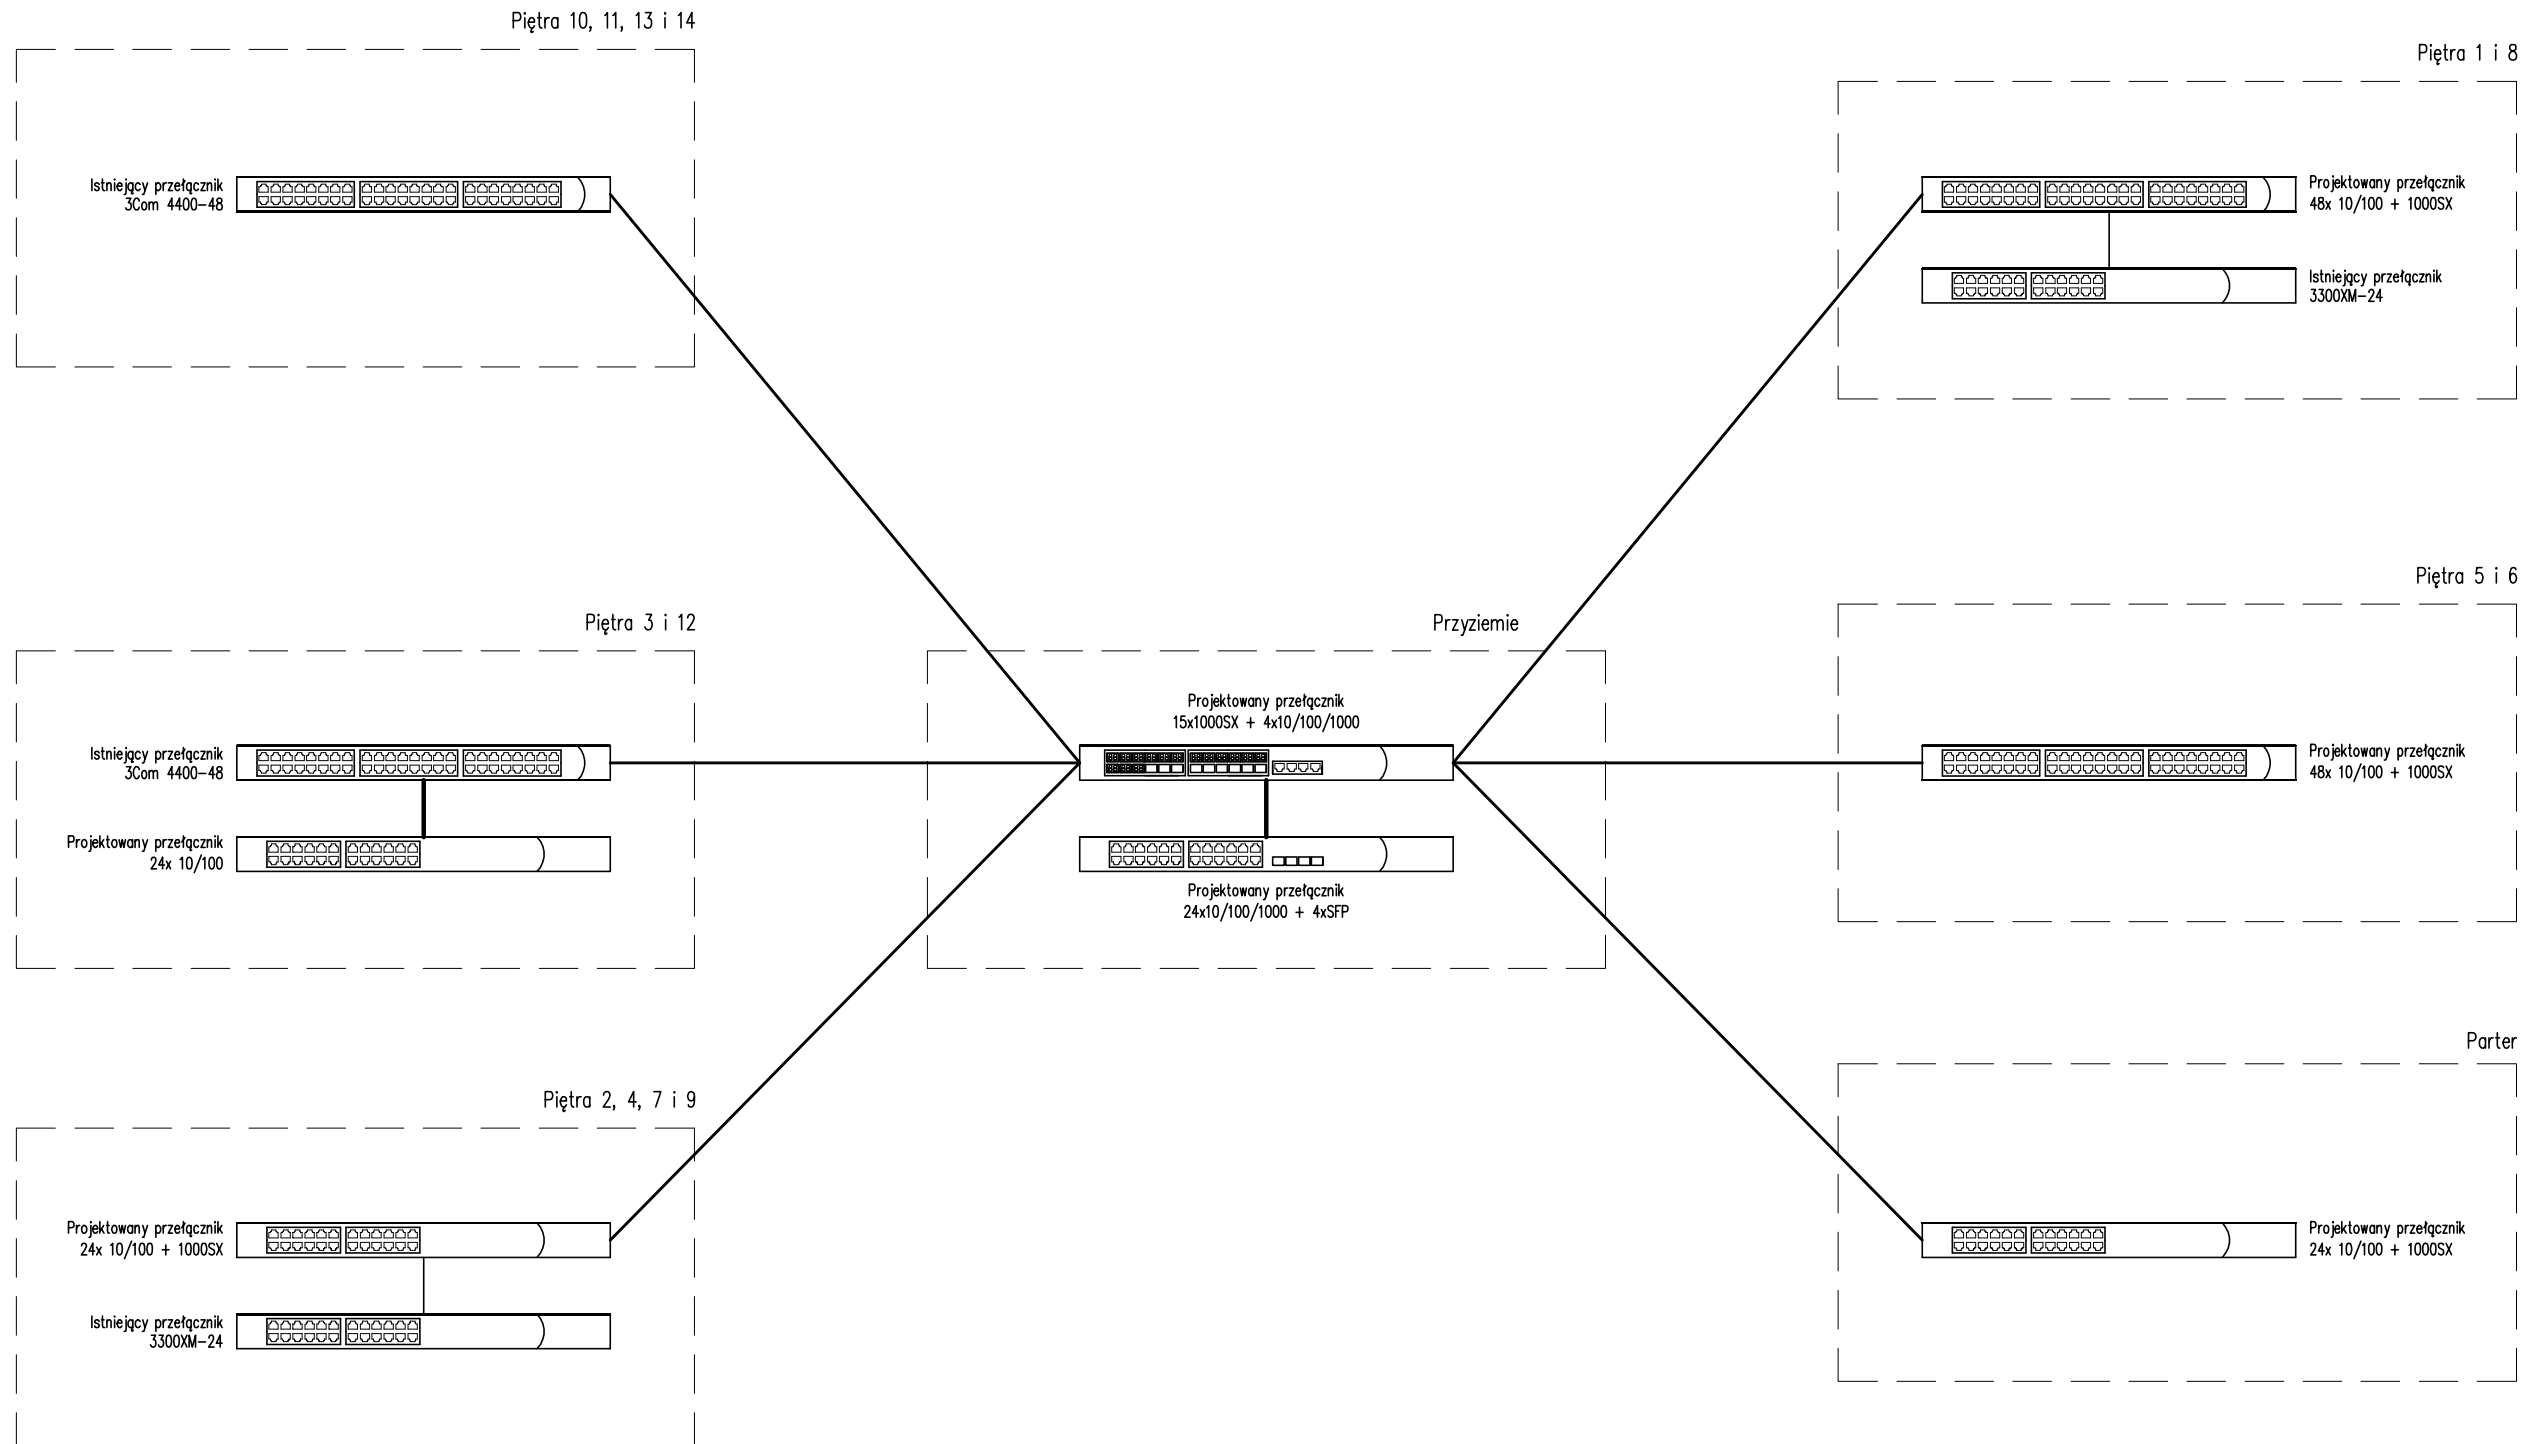 Piętra 10, 11, 13 i 14
Istniejący przełącznik
3Com 4400-48
Piętra 1 i 8
Projektowany przełącznik
48x 10/100 + 1000SX
Istniejący przełącznik
3300XM-24
Piętra 3 i 12
Istniejący przełącznik
3Com 4400-48
Projektowany przełącznik
24x 10/100
Przyziemie
Projektowany przełącznik
15x1000SX + 4x10/100/1000
Projektowany przełącznik
24x10/100/1000 + 4xSFP
Piętra 5 i 6
Projektowany przełącznik
48x 10/100 + 1000SX
Piętra 2, 4, 7 i 9
Projektowany przełącznik
24x 10/100 + 1000SX
Istniejący przełącznik
3300XM-24
Parter
Projektowany przełącznik
24x 10/100 + 1000SX